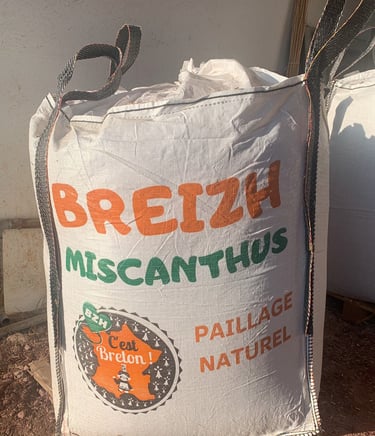 BREIZH
MISCANTHUS
BZH
C'est
Breton !
PAILLAGE
NATUREL